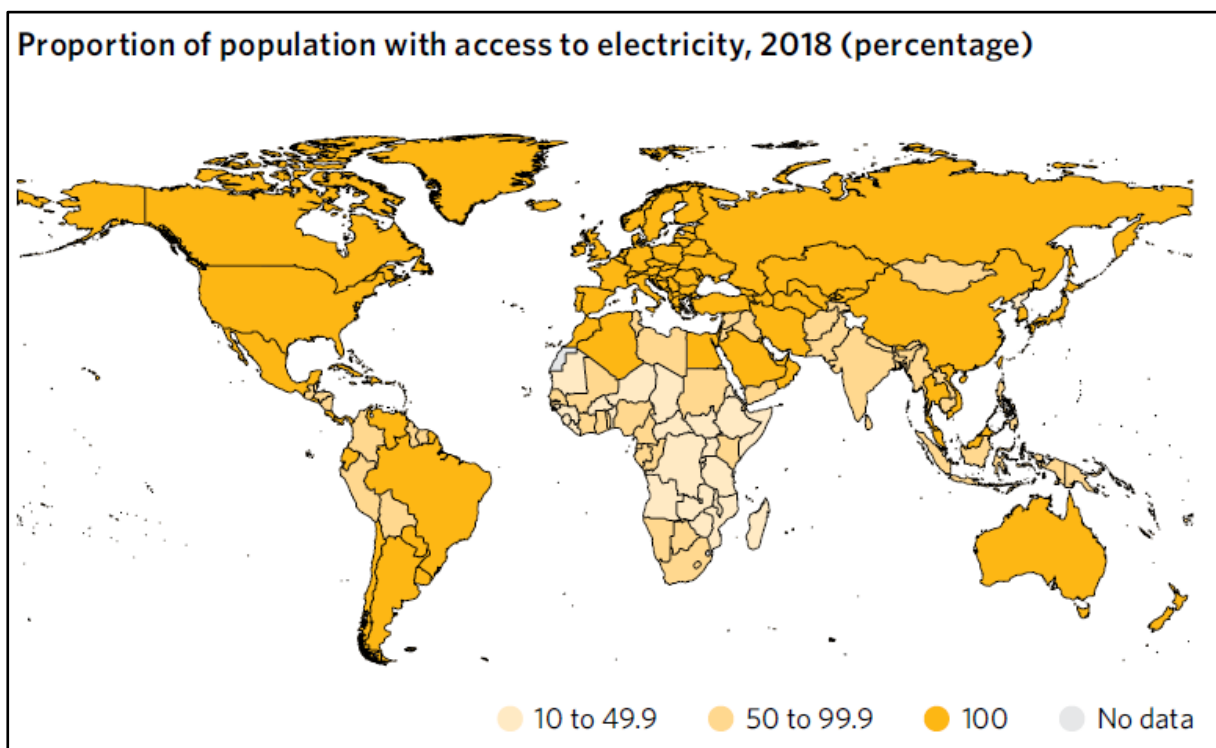 Proportion of population with access to electricity, 2018 (percentage)
10 to 49.9 50 to 99.9 100 No data